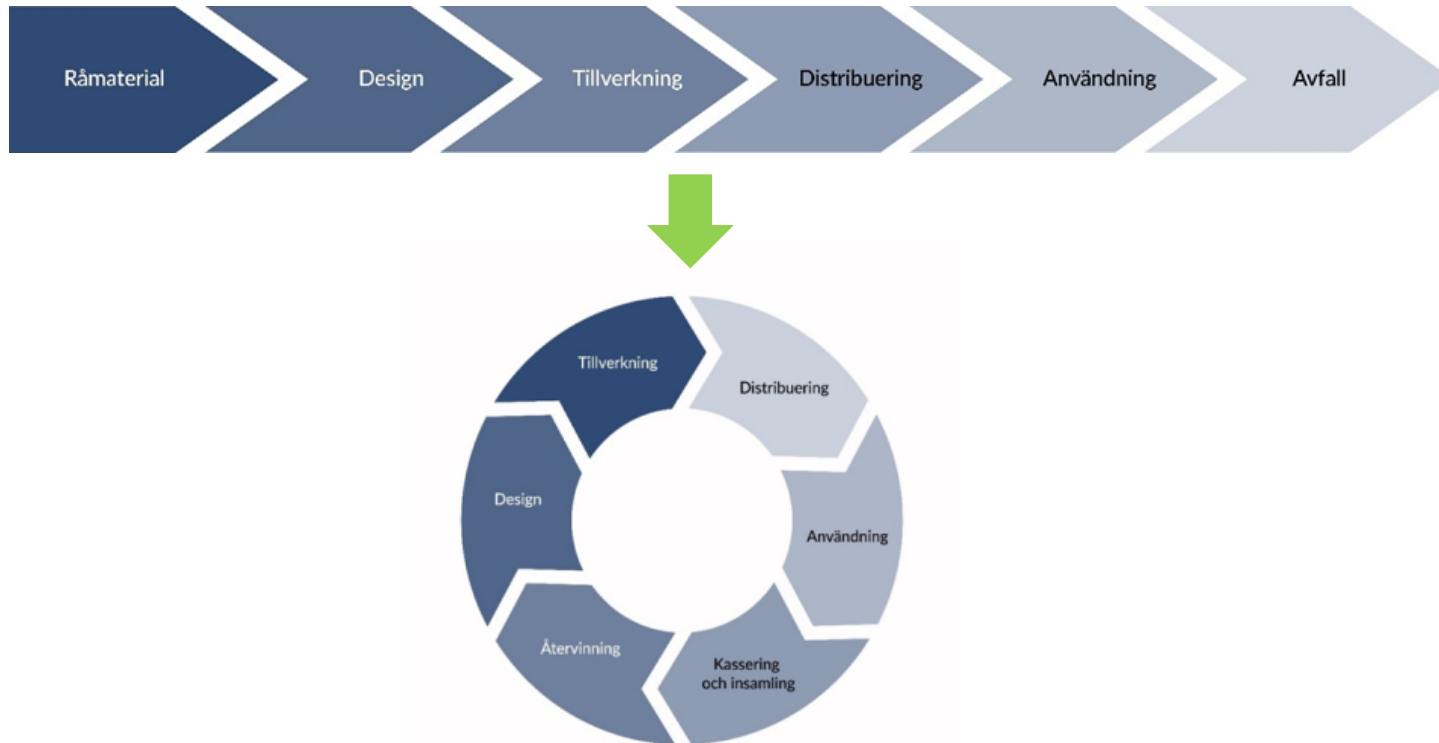 Råmaterial
Design
Tillverkning
Distribuering
Användning
Avfall
Tillverkning
Distribuering
Användning
Kassering
och insamling
Återvinning
Design